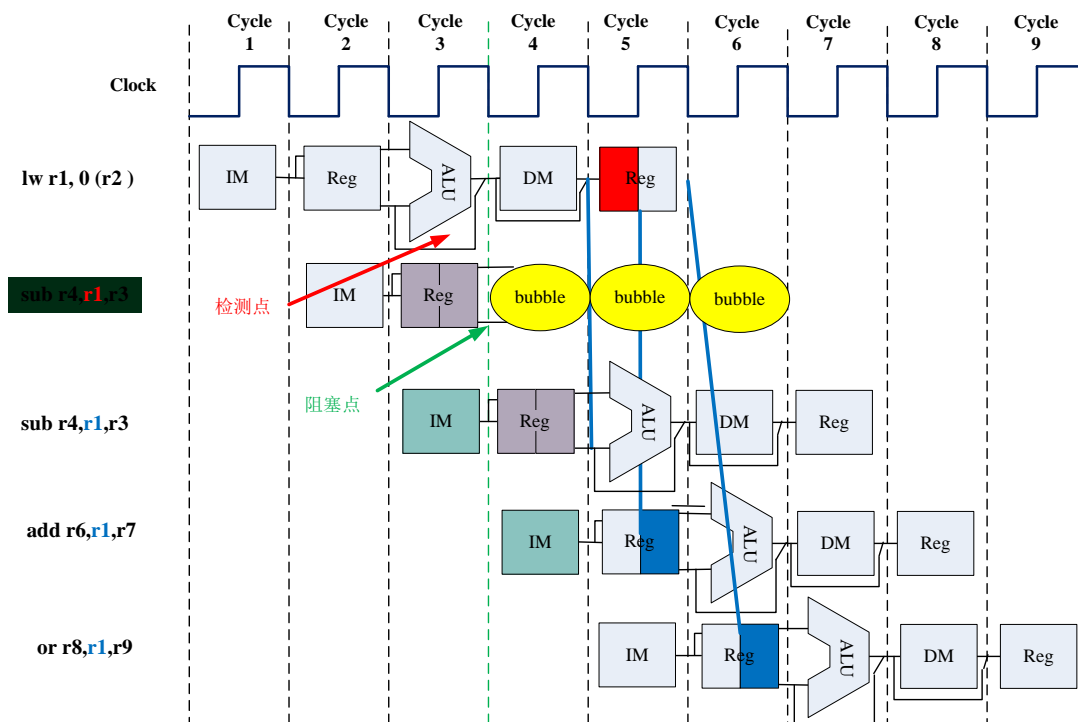 Cycle 1 Cycle 2 Cycle 3 Cycle 4 Cycle 5 Cycle 6 Cycle 7 Cycle 8 Cycle 9
Clock
lw r1, 0 (r2 ) IM Reg ALU DM Reg
sub r4,r1,r3 IM Reg bubble bubble bubble
检测点
阻塞点
sub r4,r1,r3 IM Reg ALU DM Reg
add r6,r1,r7 IM Reg ALU DM Reg
or r8,r1,r9 IM Reg ALU DM Reg